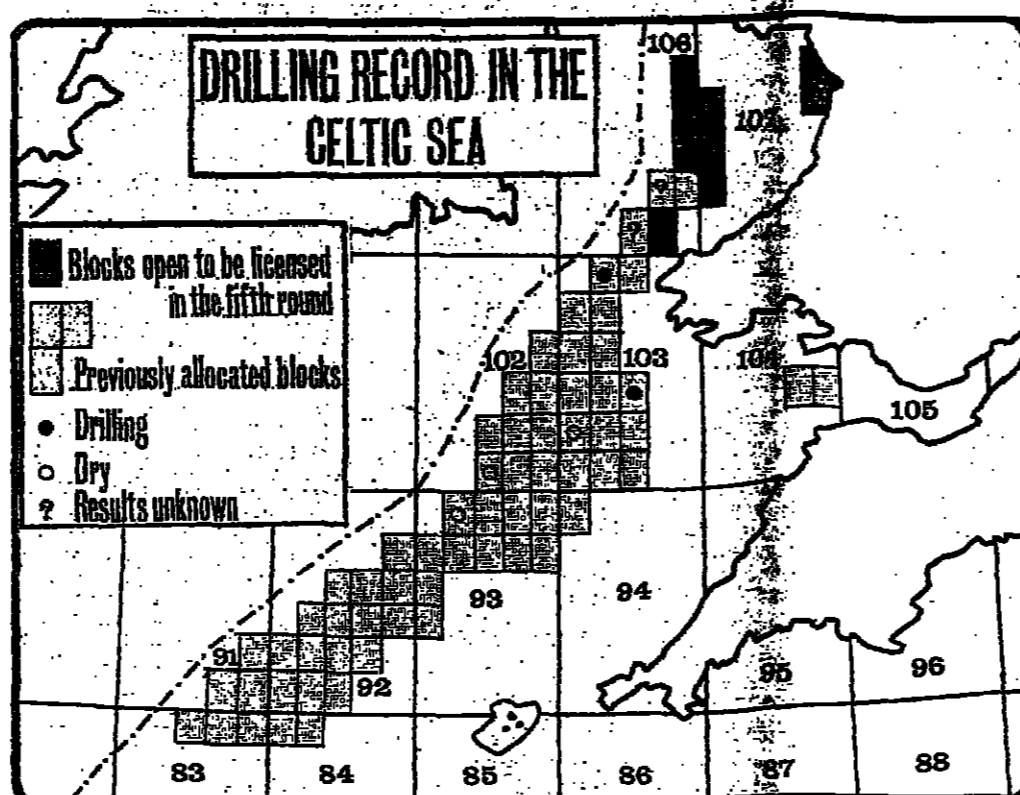 DRILLING RECORD IN THE
CELTIC SEA
106
107
Blocks open to be licensed
in the fifth round
Previously allocated blocks
Drilling
Dry
? Results unknown
102
103
104
105
93
94
91
92
95
96
83
84
85
86
87
88